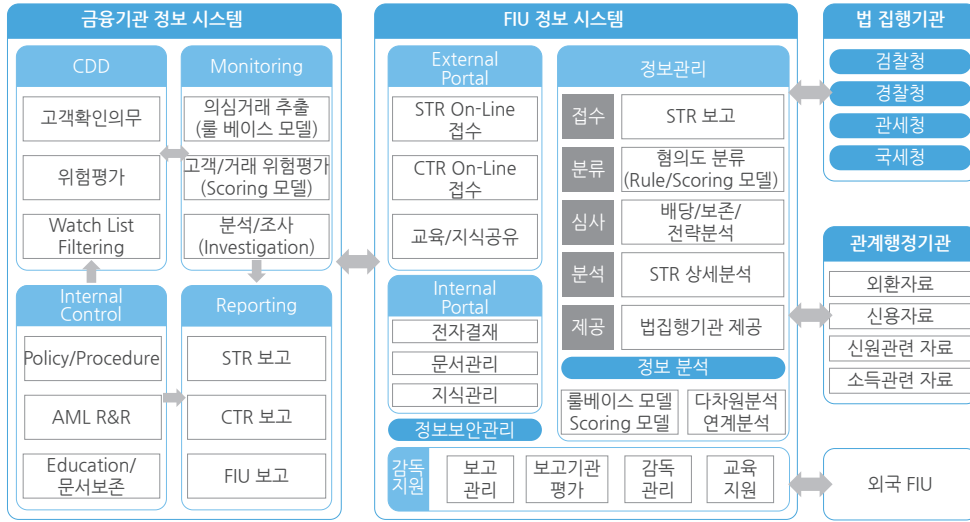 금융기관 정보 시스템
CDD
고객확인의무
위험평가
Watch List
Filtering
Monitoring
의심거래 추출
(룰 베이스 모델)
고객/거래 위험평가
(Scoring 모델)
분석/조사
(Investigation)
Internal
Control
Policy/Procedure
AML R&R
Education/
문서보존
Reporting
STR 보고
CTR 보고
FIU 보고
FIU 정보 시스템
External
Portal
STR On-Line
접수
CTR On-Line
접수
교육/지식공유
Internal
Portal
전자결재
문서관리
지식관리
정보보안관리
정보관리
접수
STR 보고
분류
혐의도 분류
(Rule/Scoring 모델)
심사
배당/보존/
전략분석
분석
STR 상세분석
제공
법집행기관 제공
정보 분석
룰베이스 모델
Scoring 모델
다차원분석
연계분석
감독
지원
보고
관리
보고기관
평가
감독
관리
교육
지원
법 집행기관
검찰청
경찰청
관세청
국세청
관계행정기관
외환자료
신용자료
신원관련 자료
소득관련 자료
외국 FIU